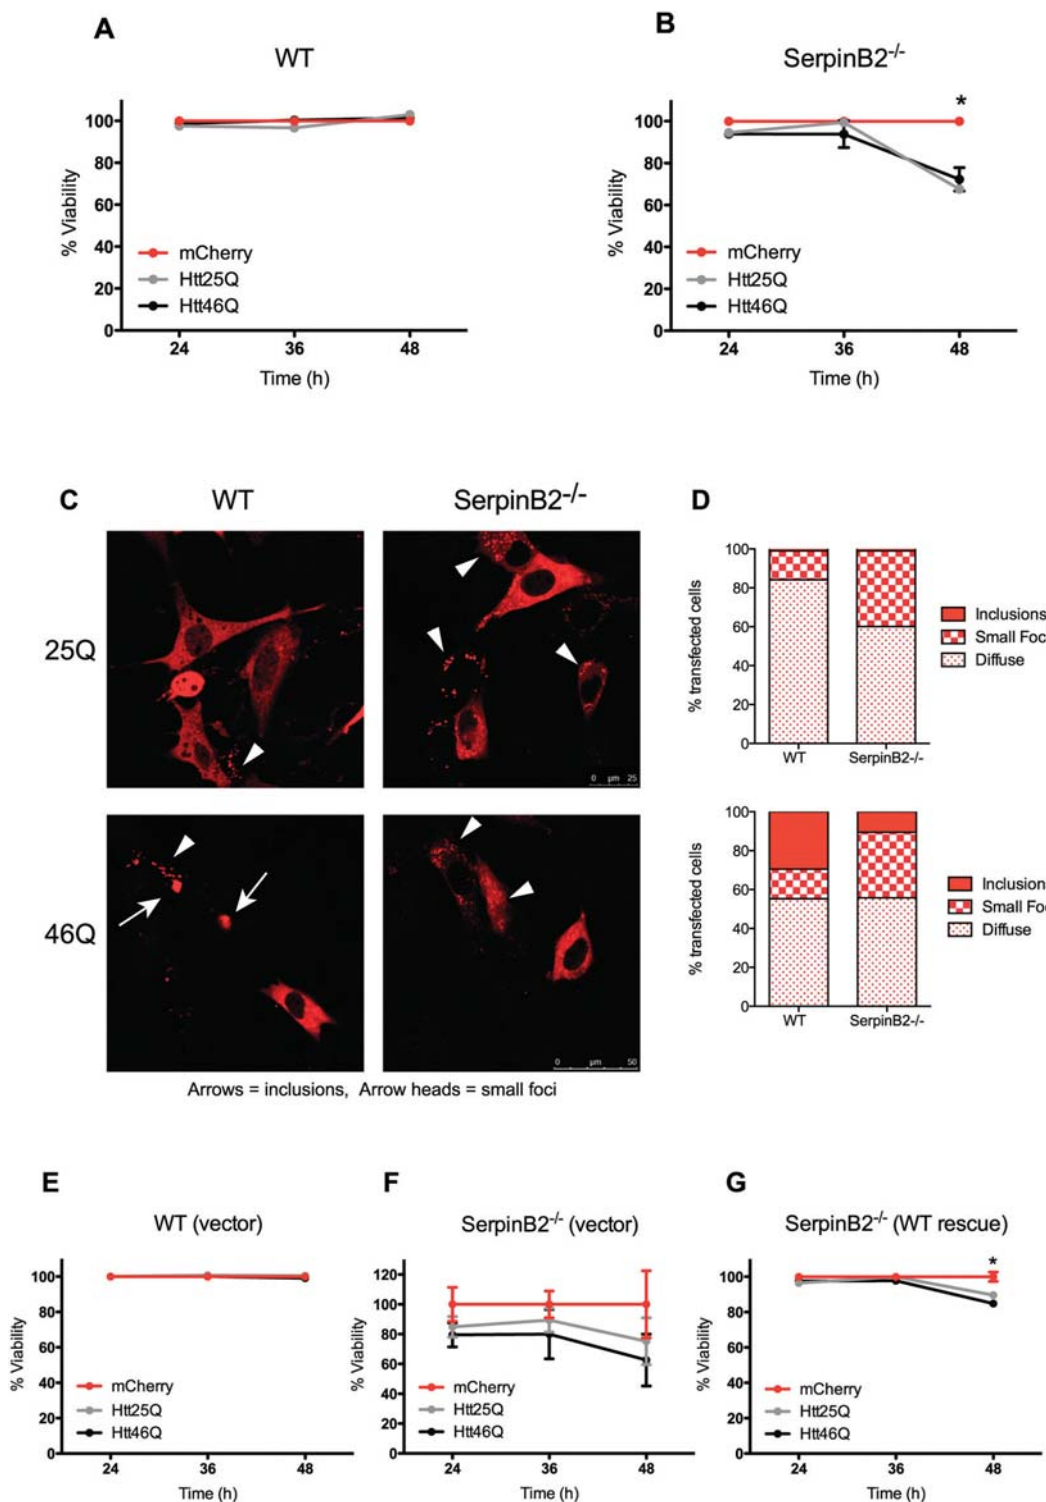 A
WT
% Viability
100
80
60
40
20
0
mCherry
Htt25Q
Htt46Q
24 36 48
Time (h)
B
SerpinB2-/-
*
% Viability
100
80
60
40
20
0
mCherry
Htt25Q
Htt46Q
24 36 48
Time (h)
C
WT SerpinB2-/-
25Q
0 µm 25
46Q
0 µm 50
Arrows = inclusions, Arrow heads = small foci
D
% transfected cells
100
80
60
40
20
0
WT SerpinB2-/-
Inclusions
Small Foc
Diffuse
% transfected cells
100
80
60
40
20
0
WT SerpinB2-/-
Inclusions
Small Foc
Diffuse
E
WT (vector)
% Viability
100
80
60
40
20
0
mCherry
Htt25Q
Htt46Q
24 36 48
Time (h)
F
SerpinB2-/- (vector)
% Viability
120
100
80
60
40
20
0
mCherry
Htt25Q
Htt46Q
24 36 48
Time (h)
G
SerpinB2-/- (WT rescue)
*
% Viability
100
80
60
40
20
0
mCherry
Htt25Q
Htt46Q
24 36 48
Time (h)